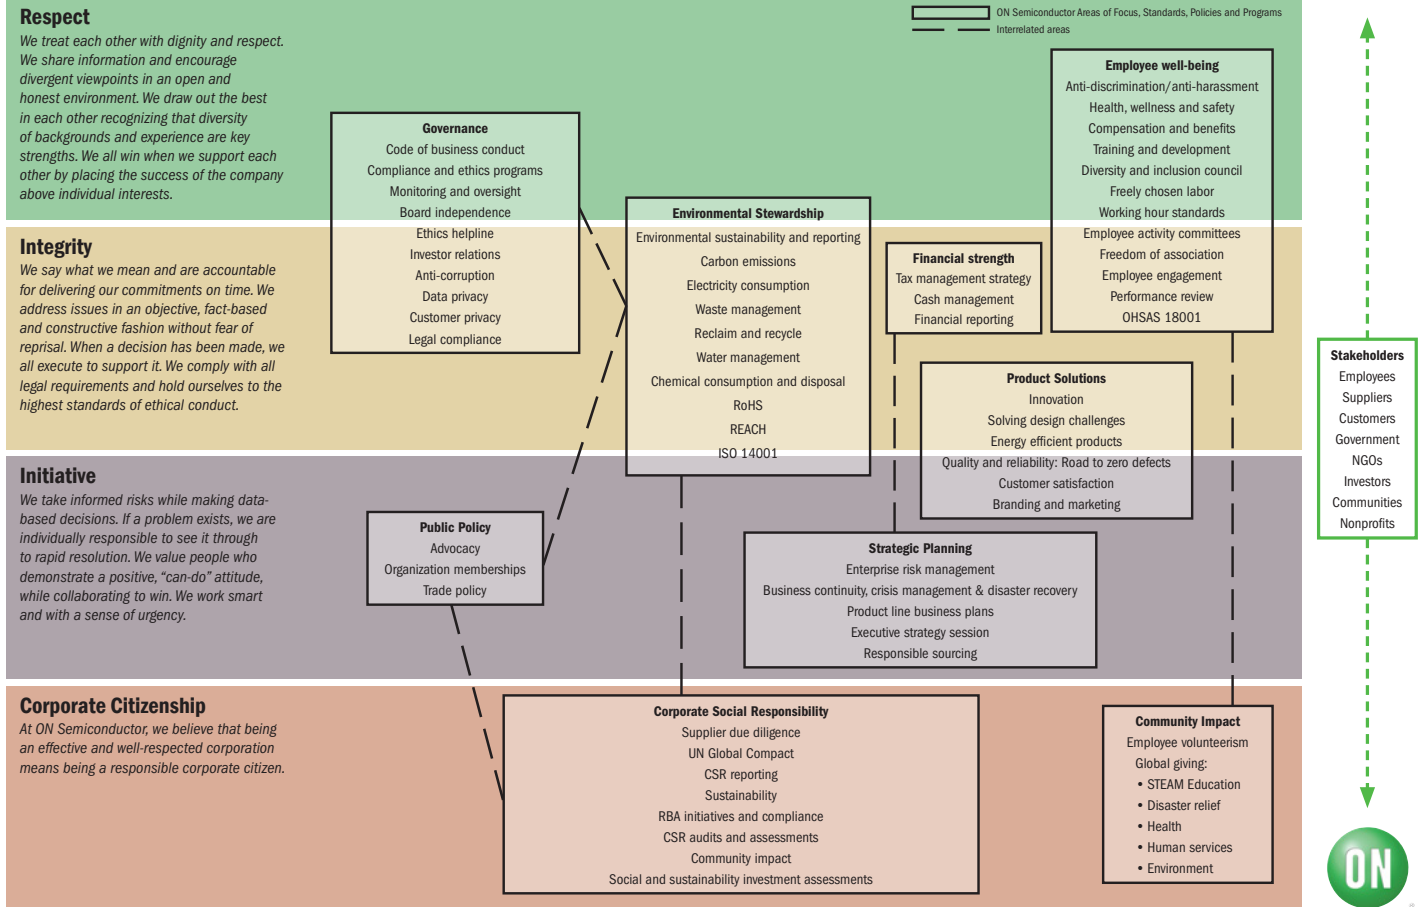 Respect
We treat each other with dignity and respect.
We share information and encourage
divergent viewpoints in an open and
honest environment. We draw out the best
in each other recognizing that diversity
of backgrounds and experience are key
strengths. We all win when we support each
other by placing the success of the company
above individual interests.
ON Semiconductor Areas of Focus, Standards, Policies and Programs
Interrelated areas
Governance
Code of business conduct
Compliance and ethics programs
Monitoring and oversight
Board independence
Ethics helpline
Investor relations
Anti-corruption
Data privacy
Customer privacy
Legal compliance
Environmental Stewardship
Environmental sustainability and reporting
Carbon emissions
Electricity consumption
Waste management
Reclaim and recycle
Water management
Chemical consumption and disposal
RoHS
REACH
ISO 14001
Financial strength
Tax management strategy
Cash management
Financial reporting
Employee well-being
Anti-discrimination/anti-harassment
Health, wellness and safety
Compensation and benefits
Training and development
Diversity and inclusion council
Freely chosen labor
Working hour standards
Employee activity committees
Freedom of association
Employee engagement
Performance review
OHSAS 18001
Integrity
We say what we mean and are accountable
for delivering our commitments on time. We
address issues in an objective, fact-based
and constructive fashion without fear of
reprisal. When a decision has been made, we
all execute to support it. We comply with all
legal requirements and hold ourselves to the
highest standards of ethical conduct.
Product Solutions
Innovation
Solving design challenges
Energy efficient products
Quality and reliability: Road to zero defects
Customer satisfaction
Branding and marketing
Initiative
We take informed risks while making data-
based decisions. If a problem exists, we are
individually responsible to see it through
to rapid resolution. We value people who
demonstrate a positive, “can-do” attitude,
while collaborating to win. We work smart
and with a sense of urgency.
Public Policy
Advocacy
Organization memberships
Trade policy
Strategic Planning
Enterprise risk management
Business continuity, crisis management & disaster recovery
Product line business plans
Executive strategy session
Responsible sourcing
Corporate Citizenship
At ON Semiconductor, we believe that being
an effective and well-respected corporation
means being a responsible corporate citizen.
Corporate Social Responsibility
Supplier due diligence
UN Global Compact
CSR reporting
Sustainability
RBA initiatives and compliance
CSR audits and assessments
Community impact
Social and sustainability investment assessments
Community Impact
Employee volunteerism
Global giving:
• STEAM Education
• Disaster relief
• Health
• Human services
• Environment
Stakeholders
Employees
Suppliers
Customers
Government
NGOs
Investors
Communities
Nonprofits
ON